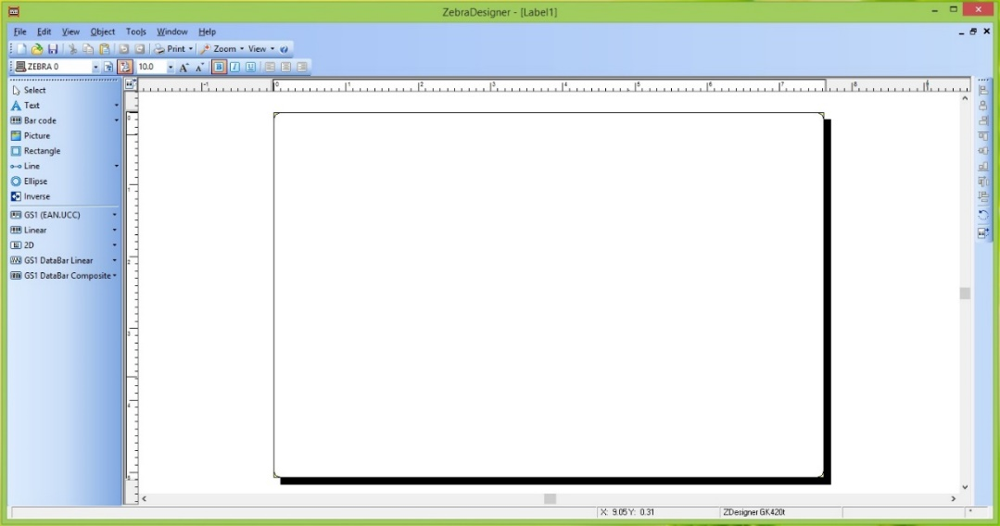 ZebraDesigner - [Label1]
File Edit View Object Tools Window Help
Print Zoom View
ZEBRA 0 10.0 A A B I U
Select
Text
Bar code
Picture
Rectangle
Line
Ellipse
Inverse
GS1 (EAN.UCC)
Linear
2D
GS1 DataBar Linear
GS1 DataBar Composite
-1 0 1 2 3 4 5 6 7 8 9
0
1
2
3
4
5
X: 9.05 Y: 0.31 ZDesigner GK420t